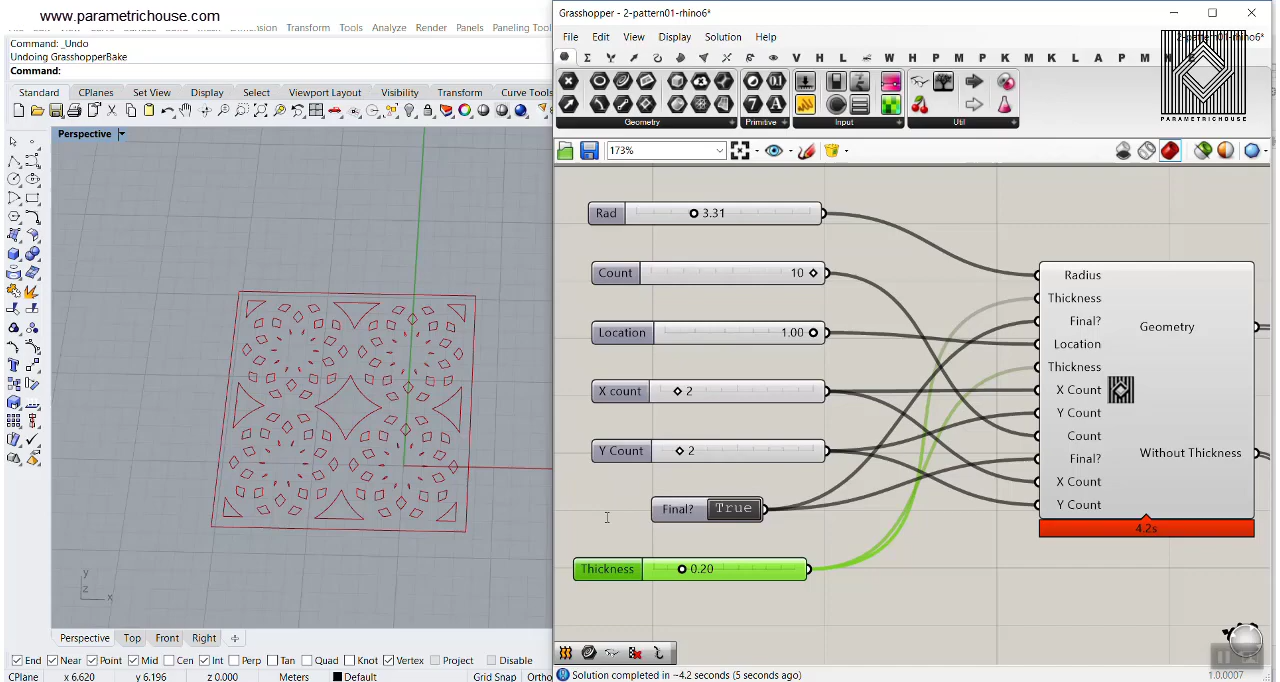 www.parametrichouse.com
Transform Tools Analyze Render Panels Paneling Tool
Command: _Undo
Undoing GrasshopperBake
Command:
Standard CPlanes Set View Display Select Viewport Layout Visibility Transform Curve Tools
Perspective
y
z
x
Perspective Top Front Right
End Near Point Mid Cen Int Perp Tan Quad Knot Vertex Project Disable
CPlane x 6.620 y 6.196 z 0.000 Meters Default Grid Snap Ortho
Grasshopper - 2-pattern01-rhino6*
File Edit View Display Solution Help
2-pattern01-rhino6*
V H L W H P M P K M L A P M
PARAMETRICHOUSE
Geometry Primitive Input Util
173%
Rad 3.31
Count 10
Location 1.00
X count 2
Y Count 2
Final? True
Thickness 0.20
Radius
Thickness
Final?
Location
Thickness
X Count
Y Count
Count
Final?
X Count
Y Count
Geometry
Without Thickness
4.2s
Solution completed in ~4.2 seconds (5 seconds ago)
1.0.0007